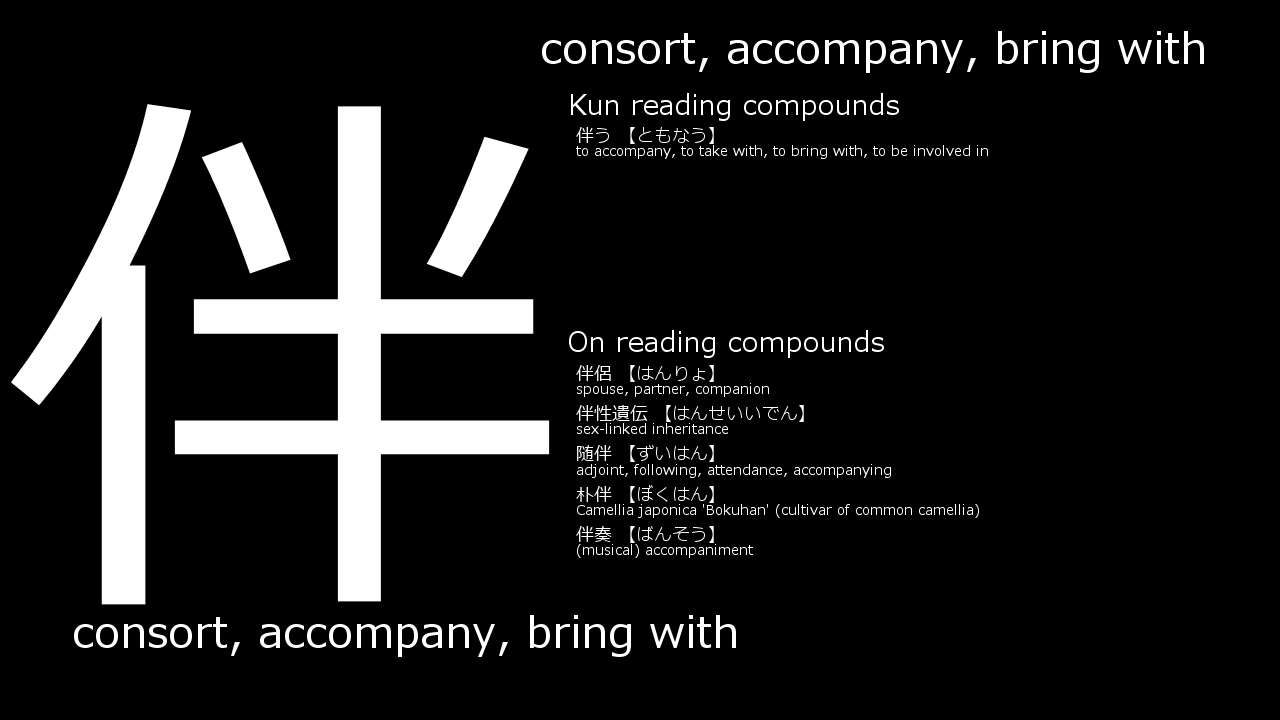 伴
consort, accompany, bring with
Kun reading compounds
伴う 【ともなう】
to accompany, to take with, to bring with, to be involved in
On reading compounds
伴侶 【はんりょ】
spouse, partner, companion
伴性遺伝 【はんせいいでん】
sex-linked inheritance
随伴 【ずいはん】
adjoint, following, attendance, accompanying
朴伴 【ぼくはん】
Camellia japonica 'Bokuhan' (cultivar of common camellia)
伴奏 【ばんそう】
(musical) accompaniment
consort, accompany, bring with